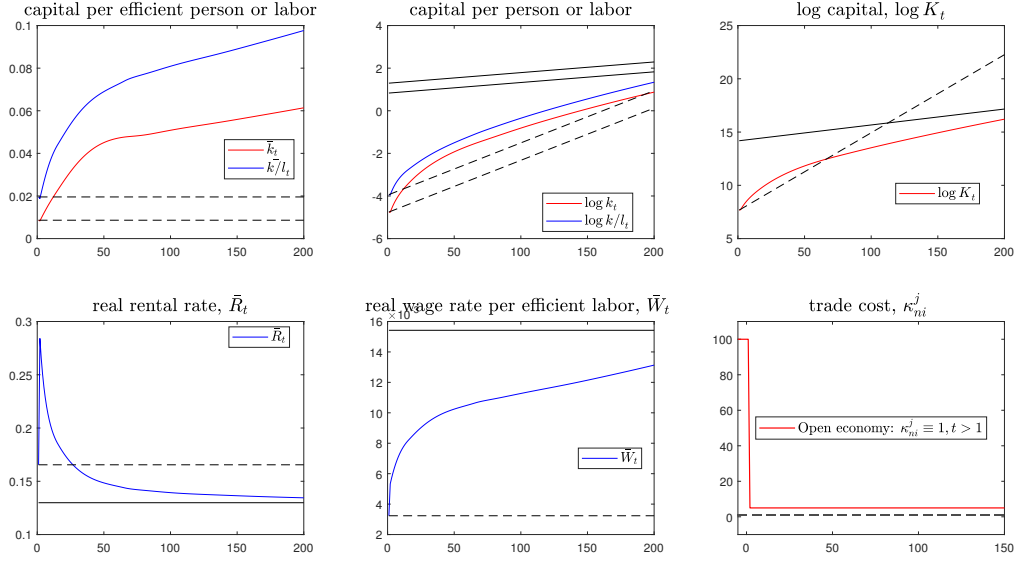 capital per efficient person or labor
0.1
0.08
0.06
0.04
0.02
0
0 50 100 150 200
k̄ₜ
k̄/lₜ
capital per person or labor
4
2
0
-2
-4
-6
0 50 100 150 200
log kₜ
log k/lₜ
log capital, log Kₜ
25
20
15
10
5
0 50 100 150 200
log Kₜ
real rental rate, R̄ₜ
0.3
0.25
0.2
0.15
0.1
0 50 100 150 200
R̄ₜ
real wage rate per efficient labor, W̄ₜ
16
14
12
10
8
6
4
2
0 50 100 150 200
W̄ₜ
trade cost, κʲₙᵢ
100
80
60
40
20
0
0 50 100 150
Open economy: κʲₙᵢ ≡ 1, t > 1